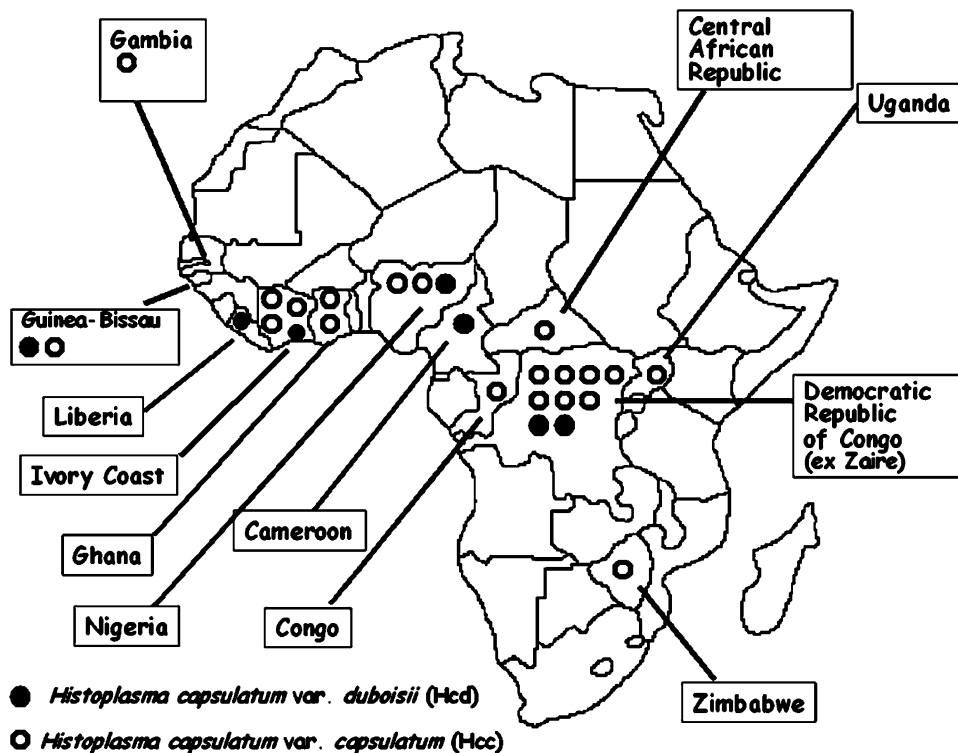 Gambia
Central
African
Republic
Uganda
Guinea-Bissau
Liberia
Ivory Coast
Ghana
Nigeria
Cameroon
Congo
Democratic
Republic
of Congo
(ex Zaire)
Zimbabwe
Histoplasma capsulatum var. duboisii (Hcd)
Histoplasma capsulatum var. capsulatum (Hcc)